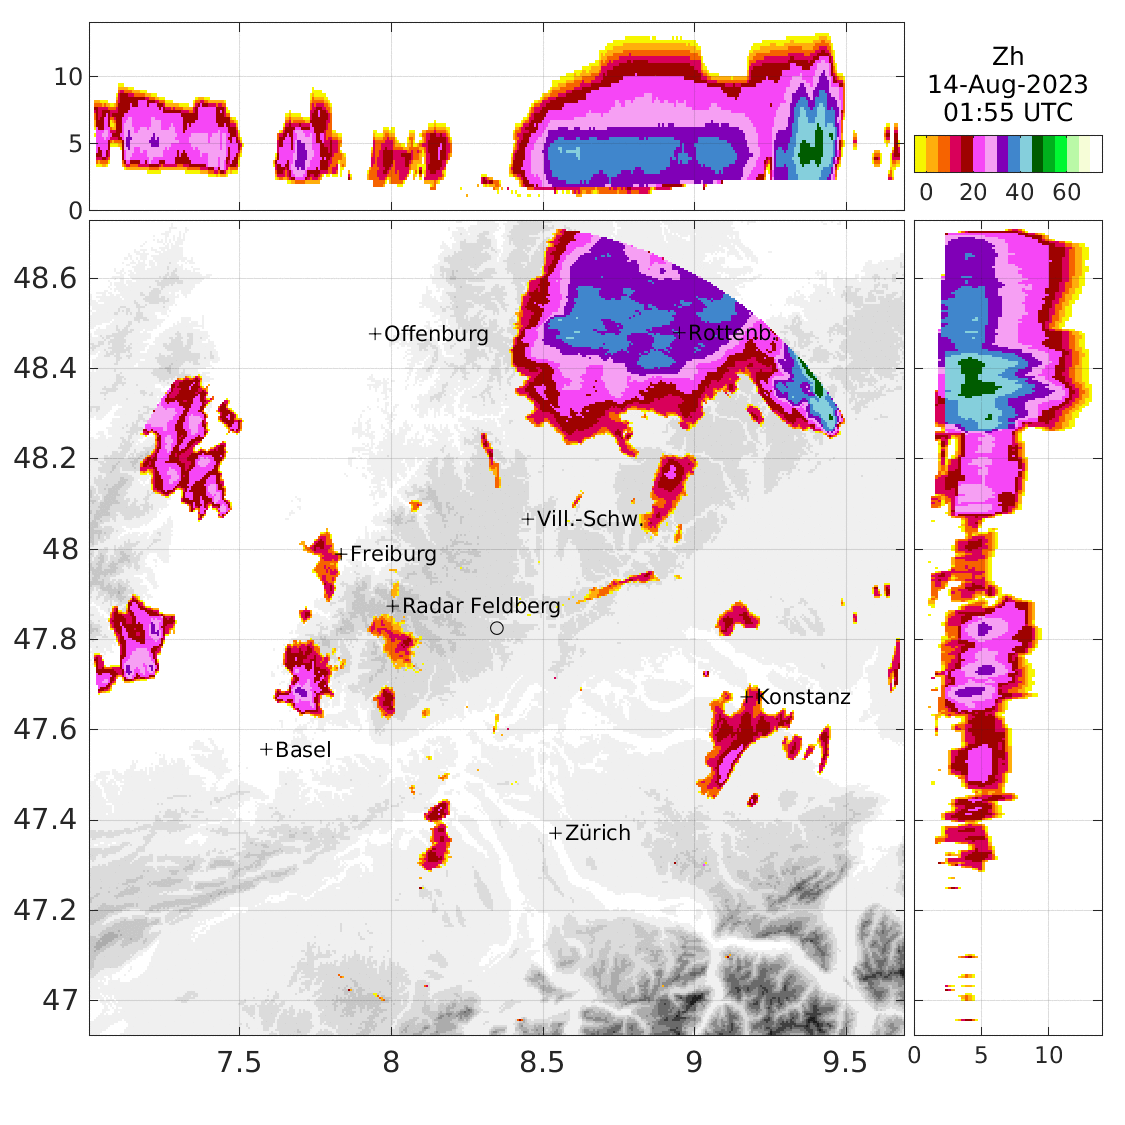 10
5
0
Zh
14-Aug-2023
01:55 UTC
0 20 40 60
48.6
48.4
48.2
48
47.8
47.6
47.4
47.2
47
+Offenburg
+Rottenb.
+Vill.-Schw.
+Freiburg
+Radar Feldberg
+Konstanz
+Basel
+Zürich
7.5 8 8.5 9 9.5
0 5 10